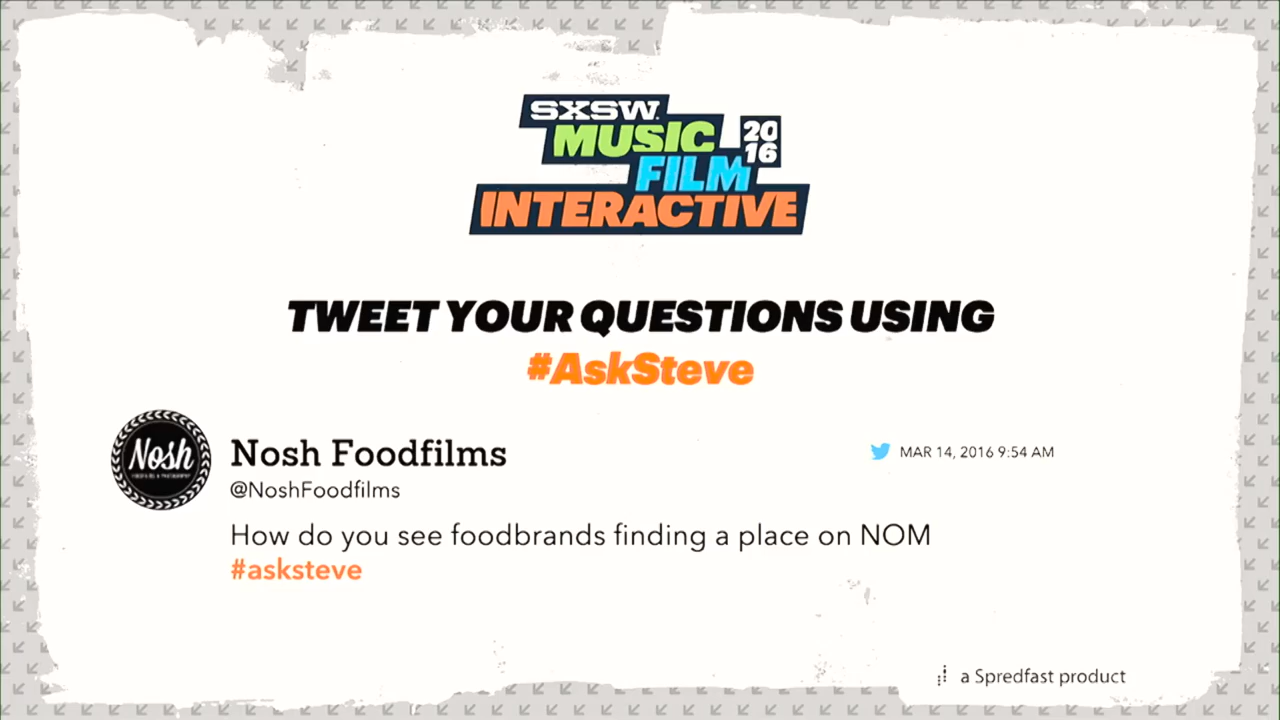 SXSW.
MUSIC
2016
FILM
INTERACTIVE
TWEET YOUR QUESTIONS USING
#AskSteve
Nosh
Nosh Foodfilms
MAR 14, 2016 9:54 AM
@NoshFoodfilms
How do you see foodbrands finding a place on NOM
#asksteve
a Spredfast product